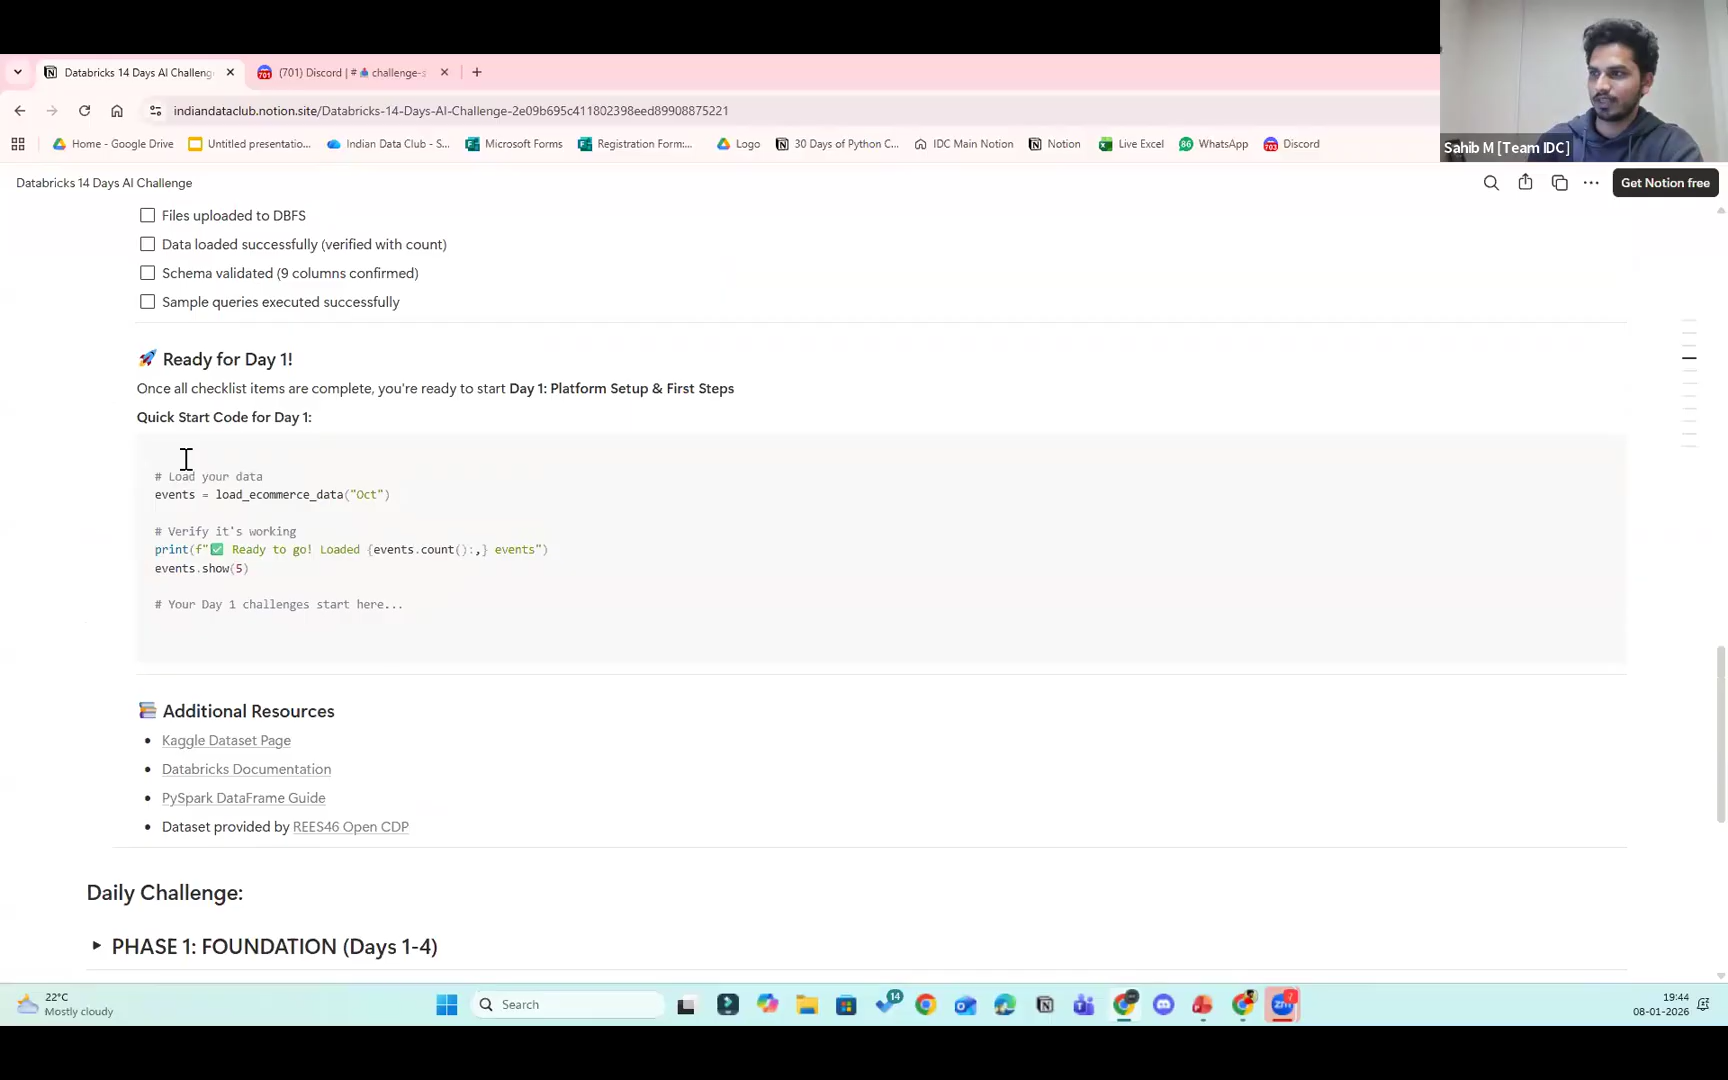 Databricks 14 Days AI Challeng
(701) Discord | # challenge-s
indiandataclub.notion.site/Databricks-14-Days-AI-Challenge-2e09b695c411802398eed89908875221
Home - Google Drive
Untitled presentatio...
Indian Data Club - S...
Microsoft Forms
Registration Form:...
Logo
30 Days of Python C...
IDC Main Notion
Notion
Live Excel
WhatsApp
Discord
Sahib M [Team IDC]
Databricks 14 Days AI Challenge
Get Notion free
Files uploaded to DBFS
Data loaded successfully (verified with count)
Schema validated (9 columns confirmed)
Sample queries executed successfully
🚀 Ready for Day 1!
Once all checklist items are complete, you're ready to start Day 1: Platform Setup & First Steps
Quick Start Code for Day 1:
# Load your data
events = load_ecommerce_data("Oct")
# Verify it's working
print(f"✅ Ready to go! Loaded {events.count():,} events")
events.show(5)
# Your Day 1 challenges start here...
📚 Additional Resources
• Kaggle Dataset Page
• Databricks Documentation
• PySpark DataFrame Guide
• Dataset provided by REES46 Open CDP
Daily Challenge:
PHASE 1: FOUNDATION (Days 1-4)
22°C
Mostly cloudy
Search
14
19:44
08-01-2026